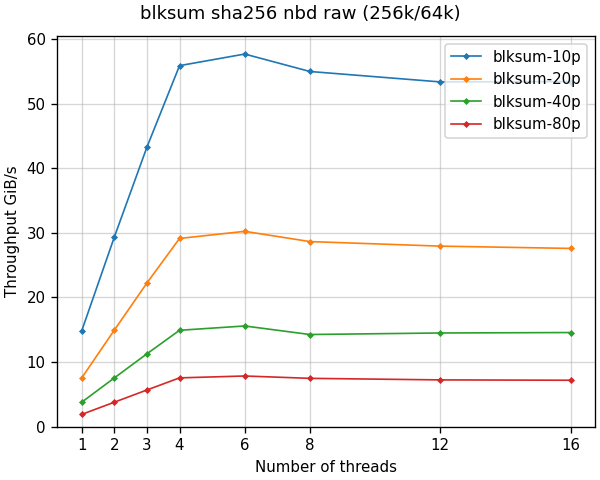 blksum sha256 nbd raw (256k/64k)
60
50
40
30
20
10
0
Throughput GiB/s
blksum-10p
blksum-20p
blksum-40p
blksum-80p
1 2 3 4 6 8 12 16
Number of threads